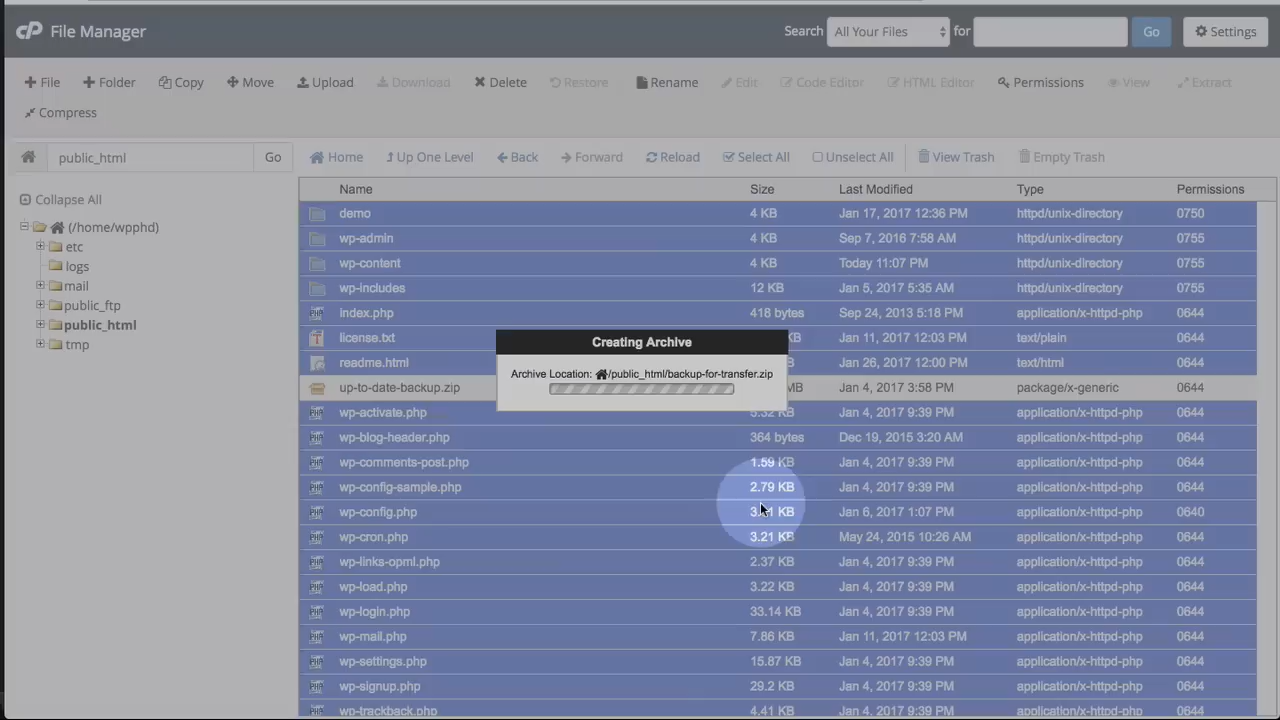 cP File Manager
Search All Your Files for Go Settings
File Folder Copy Move Upload Download Delete Restore Rename Edit Code Editor HTML Editor Permissions View Extract
Compress
public_html Go Home Up One Level Back Forward Reload Select All Unselect All View Trash Empty Trash
Collapse All
(/home/wpphd)
etc
logs
mail
public_ftp
public_html
tmp
Name Size Last Modified Type Permissions
demo 4 KB Jan 17, 2017 12:36 PM httpd/unix-directory 0750
wp-admin 4 KB Sep 7, 2016 7:58 AM httpd/unix-directory 0755
wp-content 4 KB Today 11:07 PM httpd/unix-directory 0755
wp-includes 12 KB Jan 5, 2017 5:35 AM httpd/unix-directory 0755
index.php 418 bytes Sep 24, 2013 5:18 PM application/x-httpd-php 0644
license.txt KB Jan 11, 2017 12:03 PM text/plain 0644
readme.html KB Jan 26, 2017 12:00 PM text/html 0644
up-to-date-backup.zip MB Jan 4, 2017 3:58 PM package/x-generic 0644
wp-activate.php 5.32 KB Jan 4, 2017 9:39 PM application/x-httpd-php 0644
wp-blog-header.php 364 bytes Dec 19, 2015 3:20 AM application/x-httpd-php 0644
wp-comments-post.php 1.59 KB Jan 4, 2017 9:39 PM application/x-httpd-php 0644
wp-config-sample.php 2.79 KB Jan 4, 2017 9:39 PM application/x-httpd-php 0644
wp-config.php KB Jan 6, 2017 1:07 PM application/x-httpd-php 0640
wp-cron.php 3.21 KB May 24, 2015 10:26 AM application/x-httpd-php 0644
wp-links-opml.php 2.37 KB Jan 4, 2017 9:39 PM application/x-httpd-php 0644
wp-load.php 3.22 KB Jan 4, 2017 9:39 PM application/x-httpd-php 0644
wp-login.php 33.14 KB Jan 4, 2017 9:39 PM application/x-httpd-php 0644
wp-mail.php 7.86 KB Jan 11, 2017 12:03 PM application/x-httpd-php 0644
wp-settings.php 15.87 KB Jan 4, 2017 9:39 PM application/x-httpd-php 0644
wp-signup.php 29.2 KB Jan 4, 2017 9:39 PM application/x-httpd-php 0644
wp-trackback.php 4.41 KB Jan 4, 2017 9:39 PM application/x-httpd-php 0644
Creating Archive
Archive Location: /public_html/backup-for-transfer.zip